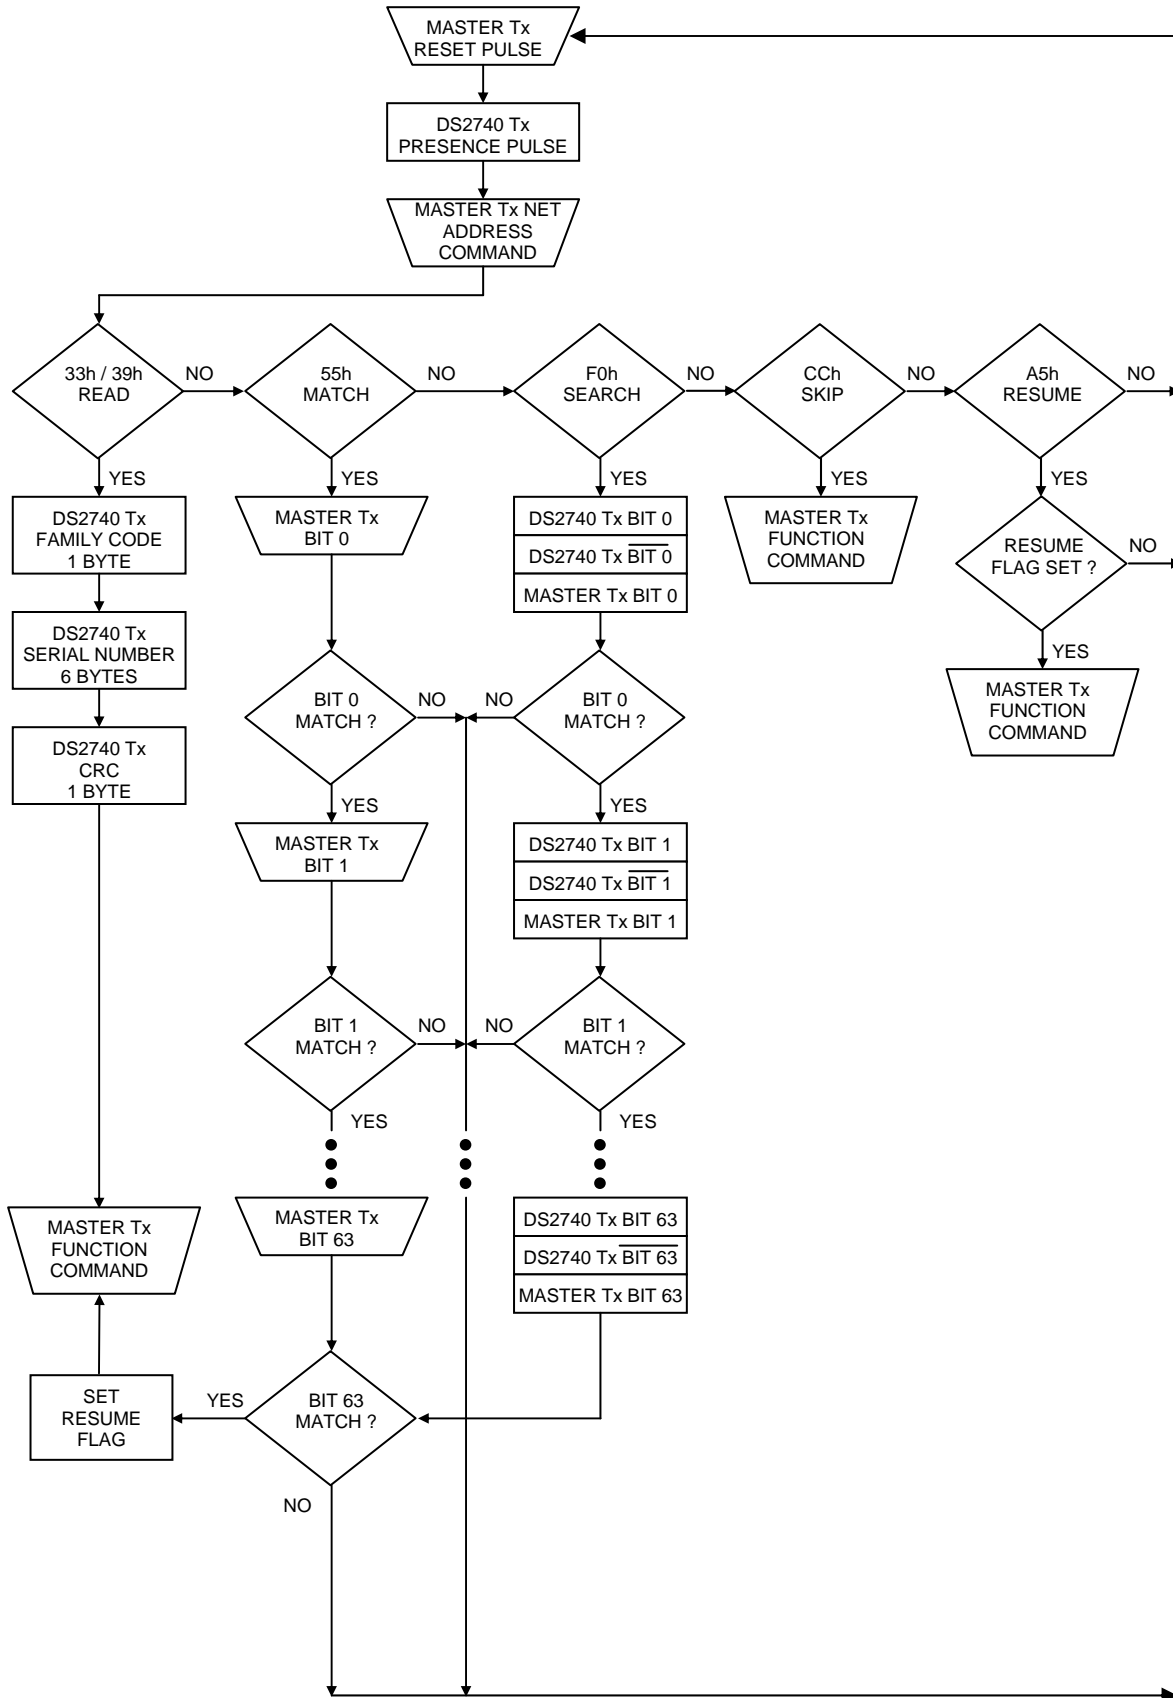 MASTER Tx
RESET PULSE
DS2740 Tx
PRESENCE PULSE
MASTER Tx NET
ADDRESS
COMMAND
33h / 39h
READ
NO
55h
MATCH
NO
F0h
SEARCH
NO
CCh
SKIP
NO
A5h
RESUME
NO
YES
YES
YES
YES
YES
DS2740 Tx
FAMILY CODE
1 BYTE
MASTER Tx
BIT 0
DS2740 Tx BIT 0
DS2740 Tx BIT 0
MASTER Tx BIT 0
MASTER Tx
FUNCTION
COMMAND
RESUME
FLAG SET ?
NO
YES
DS2740 Tx
SERIAL NUMBER
6 BYTES
MASTER Tx
FUNCTION
COMMAND
BIT 0
MATCH ?
NO
NO
BIT 0
MATCH ?
DS2740 Tx
CRC
1 BYTE
YES
YES
MASTER Tx
BIT 1
DS2740 Tx BIT 1
DS2740 Tx BIT 1
MASTER Tx BIT 1
BIT 1
MATCH ?
NO
NO
BIT 1
MATCH ?
YES
YES
MASTER Tx
FUNCTION
COMMAND
MASTER Tx
BIT 63
DS2740 Tx BIT 63
DS2740 Tx BIT 63
MASTER Tx BIT 63
SET
RESUME
FLAG
YES
BIT 63
MATCH ?
NO